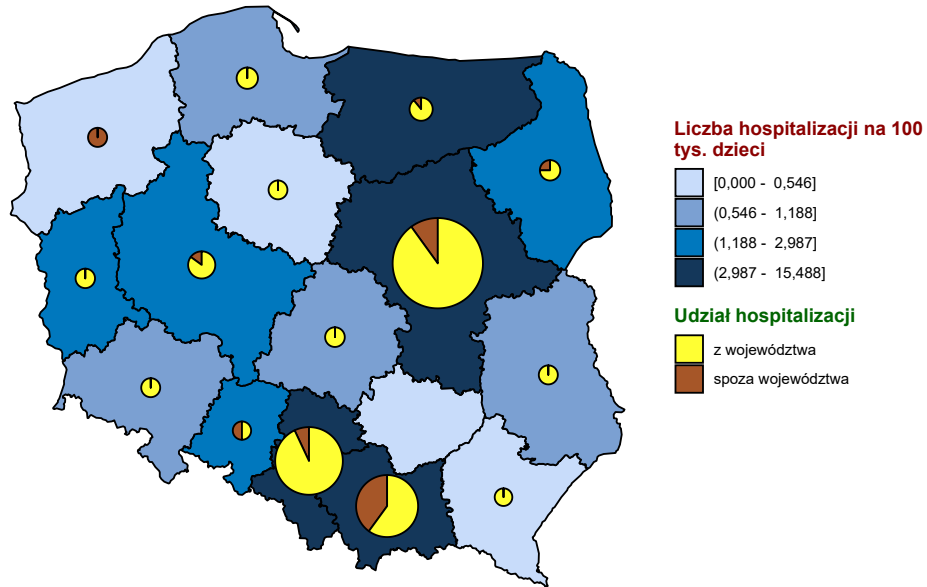 Liczba hospitalizacji na 100
tys. dzieci
[0,000 - 0,546]
(0,546 - 1,188]
(1,188 - 2,987]
(2,987 - 15,488]
Udział hospitalizacji
z województwa
spoza województwa